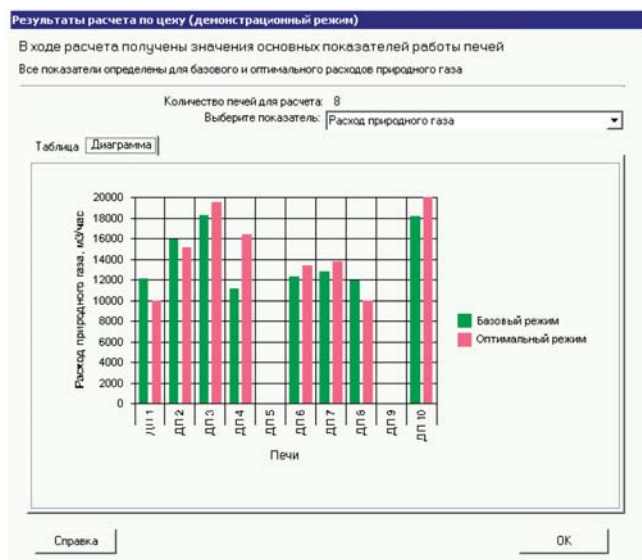 Результаты расчета по цеху (демонстрационный режим)
В ходе расчета получены значения основных показателей работы печей
Все показатели определены для базового и оптимального расходов природного газа
Количество печей для расчета: 8
Выберите показатель: Расход природного газа
Таблица Диаграмма
Расход природного газа, м3/час
20000
18000
16000
14000
12000
10000
8000
6000
4000
2000
0
ДП 1 ДП 2 ДП 3 ДП 4 ДП 5 ДП 6 ДП 7 ДП 8 ДП 9 ДП 10
Печи
Базовый режим
Оптимальный режим
Справка OK